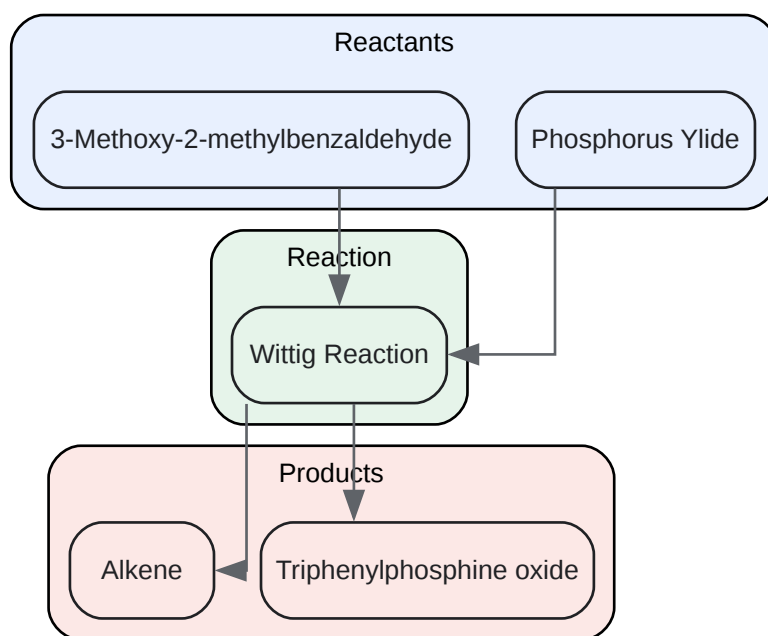 Reactants
3-Methoxy-2-methylbenzaldehyde
Phosphorus Ylide
Reaction
Wittig Reaction
Products
Alkene
Triphenylphosphine oxide